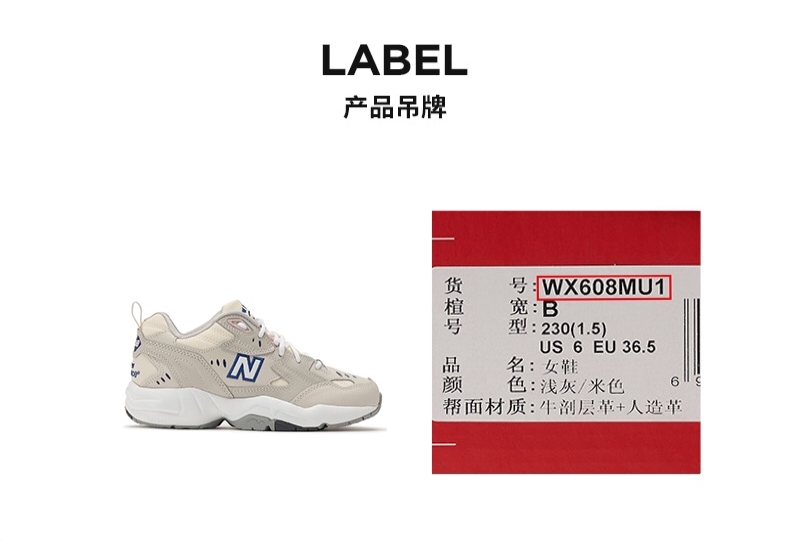 LABEL
产品吊牌
N
货 号:WX608MU1
楦 宽:B
号 型:230(1.5)
US 6 EU 36.5
品 名:女鞋
颜 色:浅灰/米色
帮面材质:牛剖层革+人造革
6 9